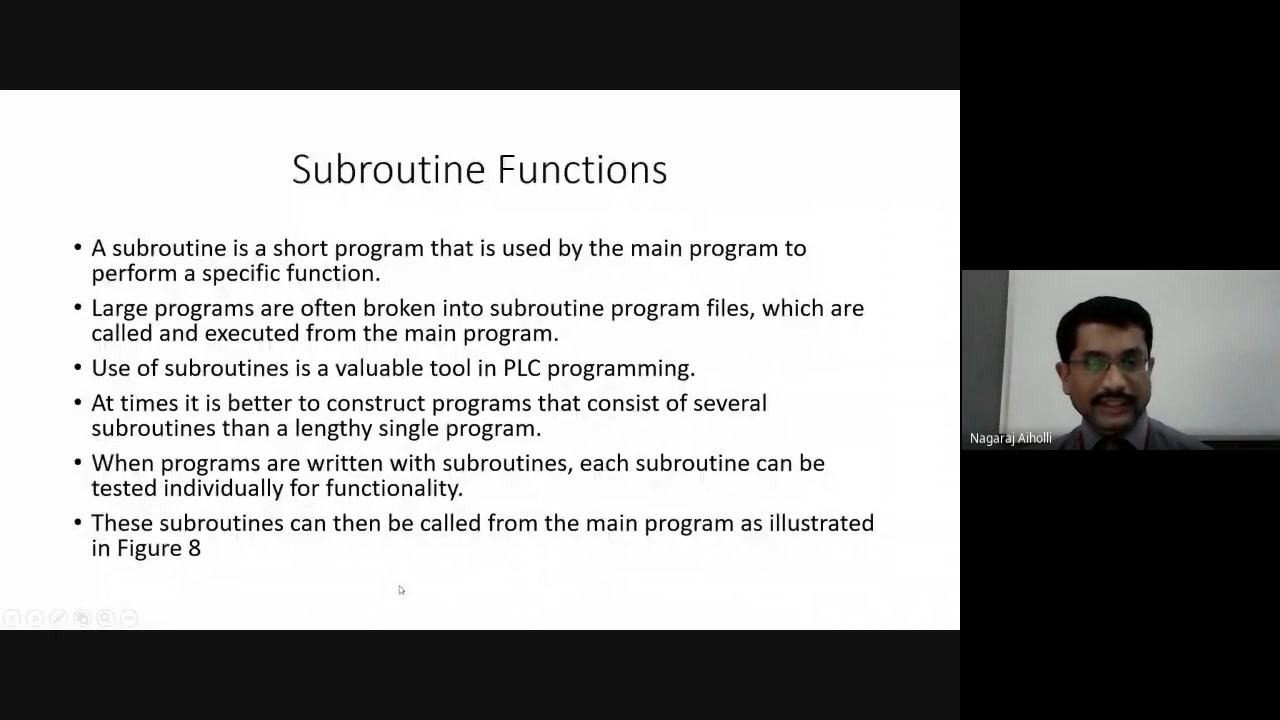 Subroutine Functions
• A subroutine is a short program that is used by the main program to
perform a specific function.
• Large programs are often broken into subroutine program files, which are
called and executed from the main program.
• Use of subroutines is a valuable tool in PLC programming.
• At times it is better to construct programs that consist of several
subroutines than a lengthy single program.
• When programs are written with subroutines, each subroutine can be
tested individually for functionality.
• These subroutines can then be called from the main program as illustrated
in Figure 8
Nagaraj Aiholli